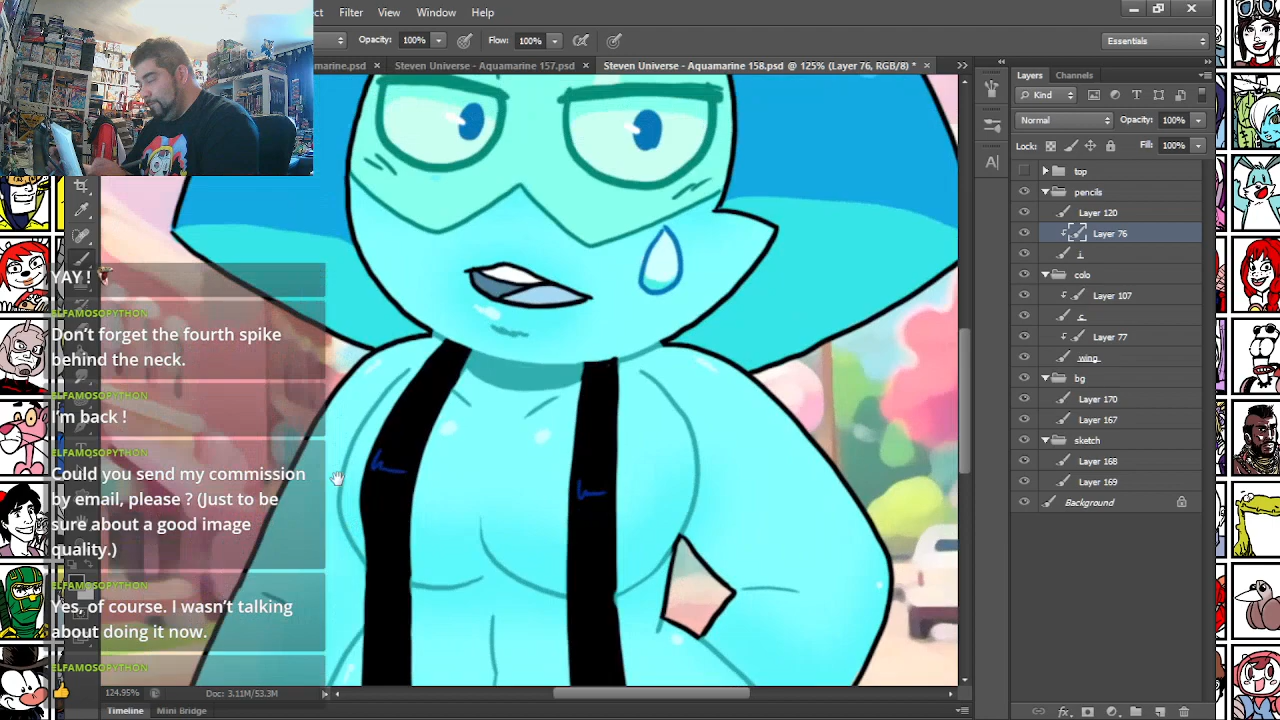 Filter View Window Help
Opacity: 100% Flow: 100% Essentials
marine.psd × Steven Universe - Aquamarine 157.psd × Steven Universe - Aquamarine 158.psd @ 125% (Layer 76, RGB/8) * ×
Layers Channels
Kind
Normal Opacity: 100%
Lock: Fill: 100%
top
pencils
Layer 120
Layer 76
i
colo
Layer 107
c
Layer 77
wing
bg
Layer 170
Layer 167
sketch
Layer 168
Layer 169
Background
YAY !
ELFAMOSOPYTHON
Don't forget the fourth spike
behind the neck.
ELFAMOSOPYTHON
I'm back !
ELFAMOSOPYTHON
Could you send my commission
by email, please ? (Just to be
sure about a good image
quality.)
ELFAMOSOPYTHON
Yes, of course. I wasn't talking
about doing it now.
ELFAMOSOPYTHON
124.95% Doc: 3.11M/53.3M
Timeline Mini Bridge